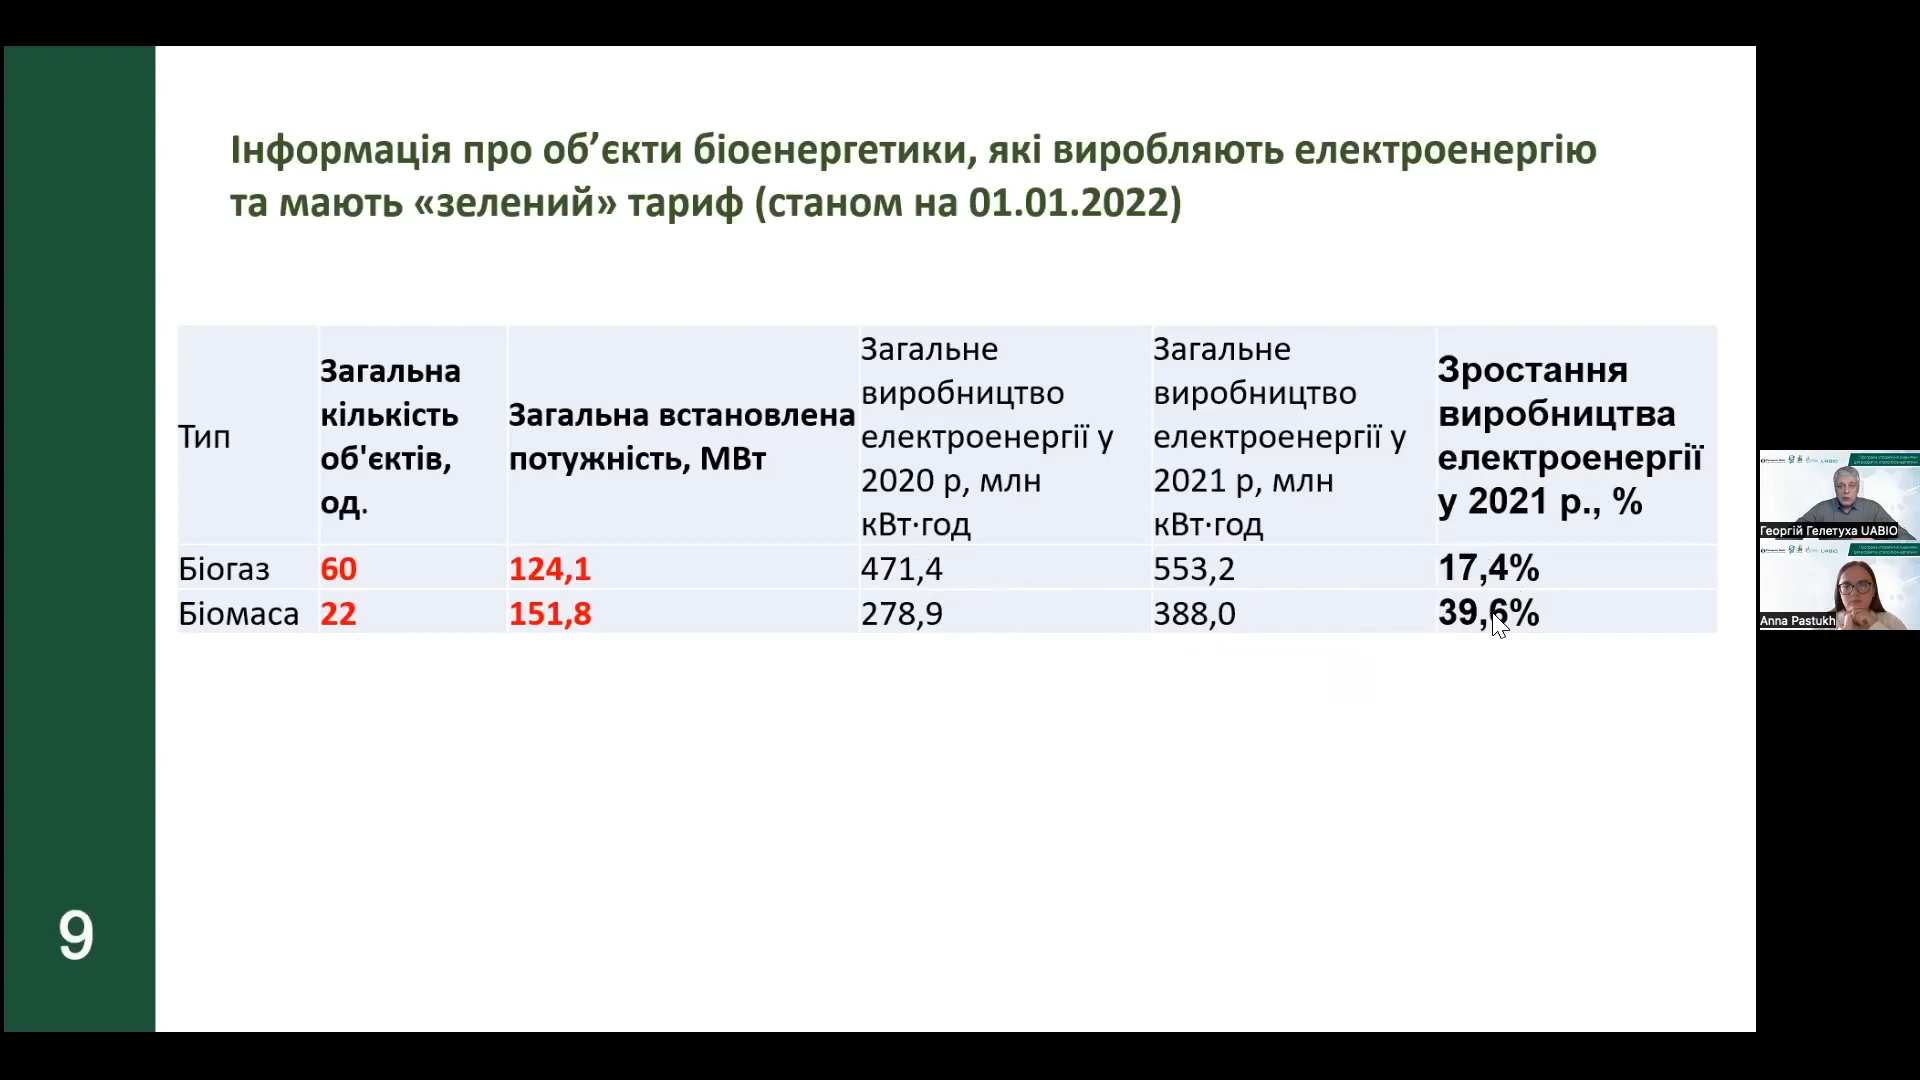 Інформація про об’єкти біоенергетики, які виробляють електроенергію
та мають «зелений» тариф (станом на 01.01.2022)
Тип
Загальна
кількість
об'єктів,
од.
Загальна встановлена
потужність, МВт
Загальне
виробництво
електроенергії у
2020 р, млн
кВт·год
Загальне
виробництво
електроенергії у
2021 р, млн
кВт·год
Зростання
виробництва
електроенергії
у 2021 р., %
Біогаз 60 124,1 471,4 553,2 17,4%
Біомаса 22 151,8 278,9 388,0 39,6%
9
Георгій Гелетуха UABIO
Anna Pastukh